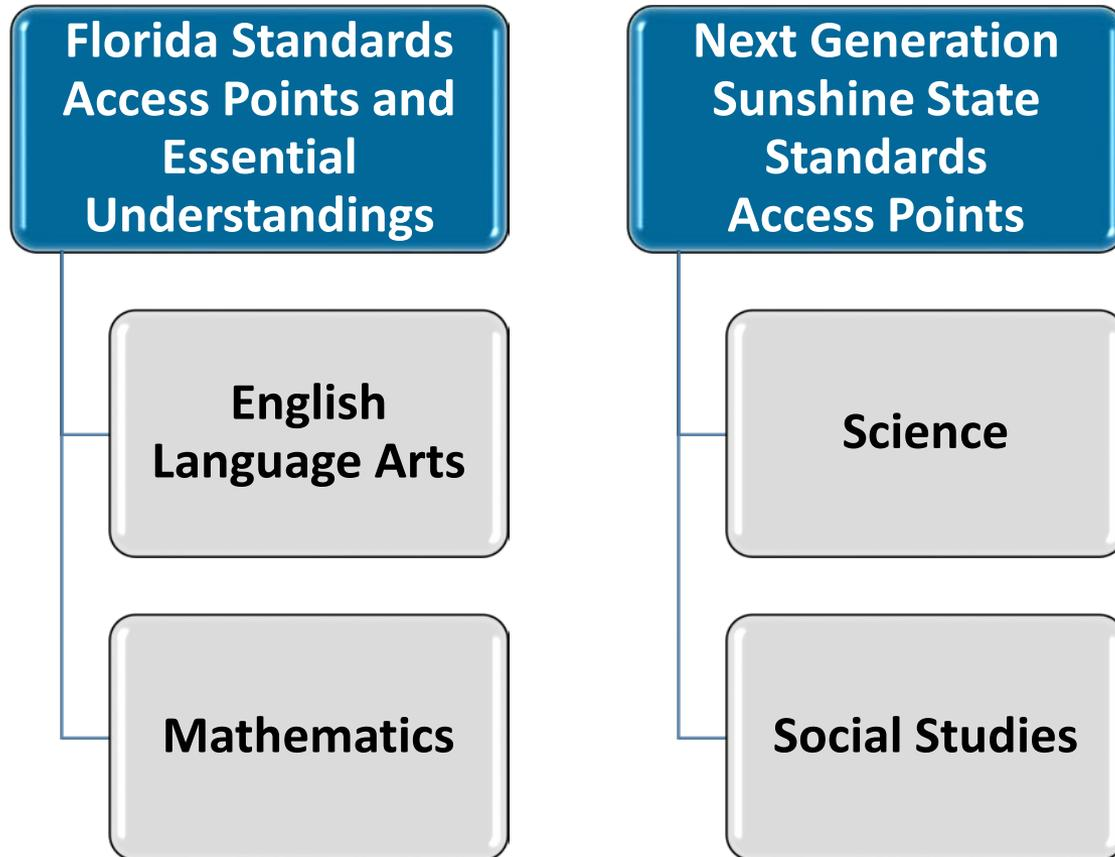 Florida Standards
Access Points and
Essential
Understandings
English
Language Arts
Mathematics
Next Generation
Sunshine State
Standards
Access Points
Science
Social Studies